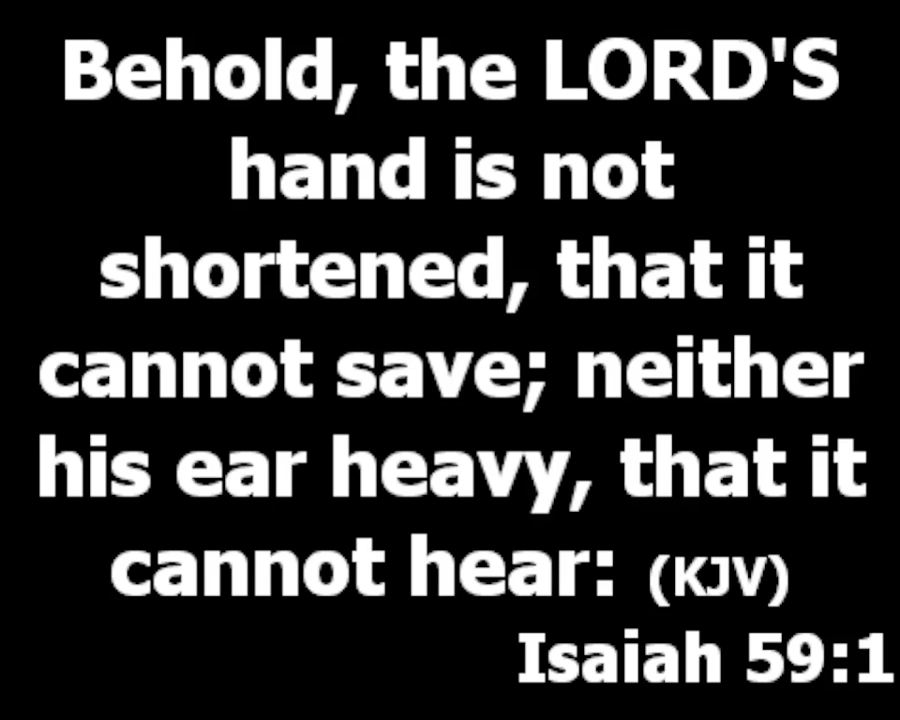 Behold, the LORD'S
hand is not
shortened, that it
cannot save; neither
his ear heavy, that it
cannot hear: (KJV)
Isaiah 59:1